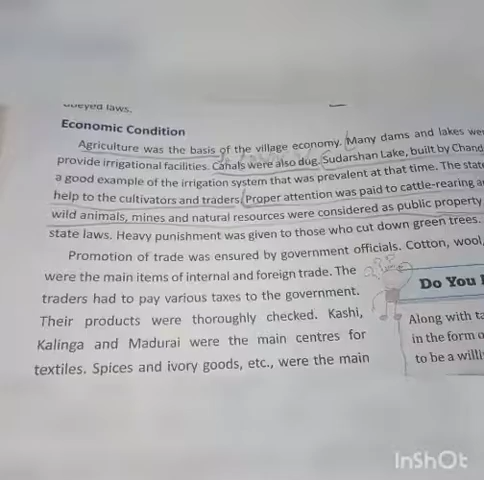 obeyed laws.
Economic Condition
Agriculture was the basis of the village economy. Many dams and lakes
provide irrigational facilities. Canals were also dug. Sudarshan Lake, built by
a good example of the irrigation system that was prevalent at that time. The
help to the cultivators and traders. Proper attention was paid to cattle-rearing
wild animals, mines and natural resources were considered as public property
state laws. Heavy punishment was given to those who cut down green trees.
Promotion of trade was ensured by government officials. Cotton, wool,
were the main items of internal and foreign trade. The
traders had to pay various taxes to the government.
Their products were thoroughly checked. Kashi,
Kalinga and Madurai were the main centres for
textiles. Spices and ivory goods, etc., were the main
Do You
Along with
in the form
to be a
InShOt